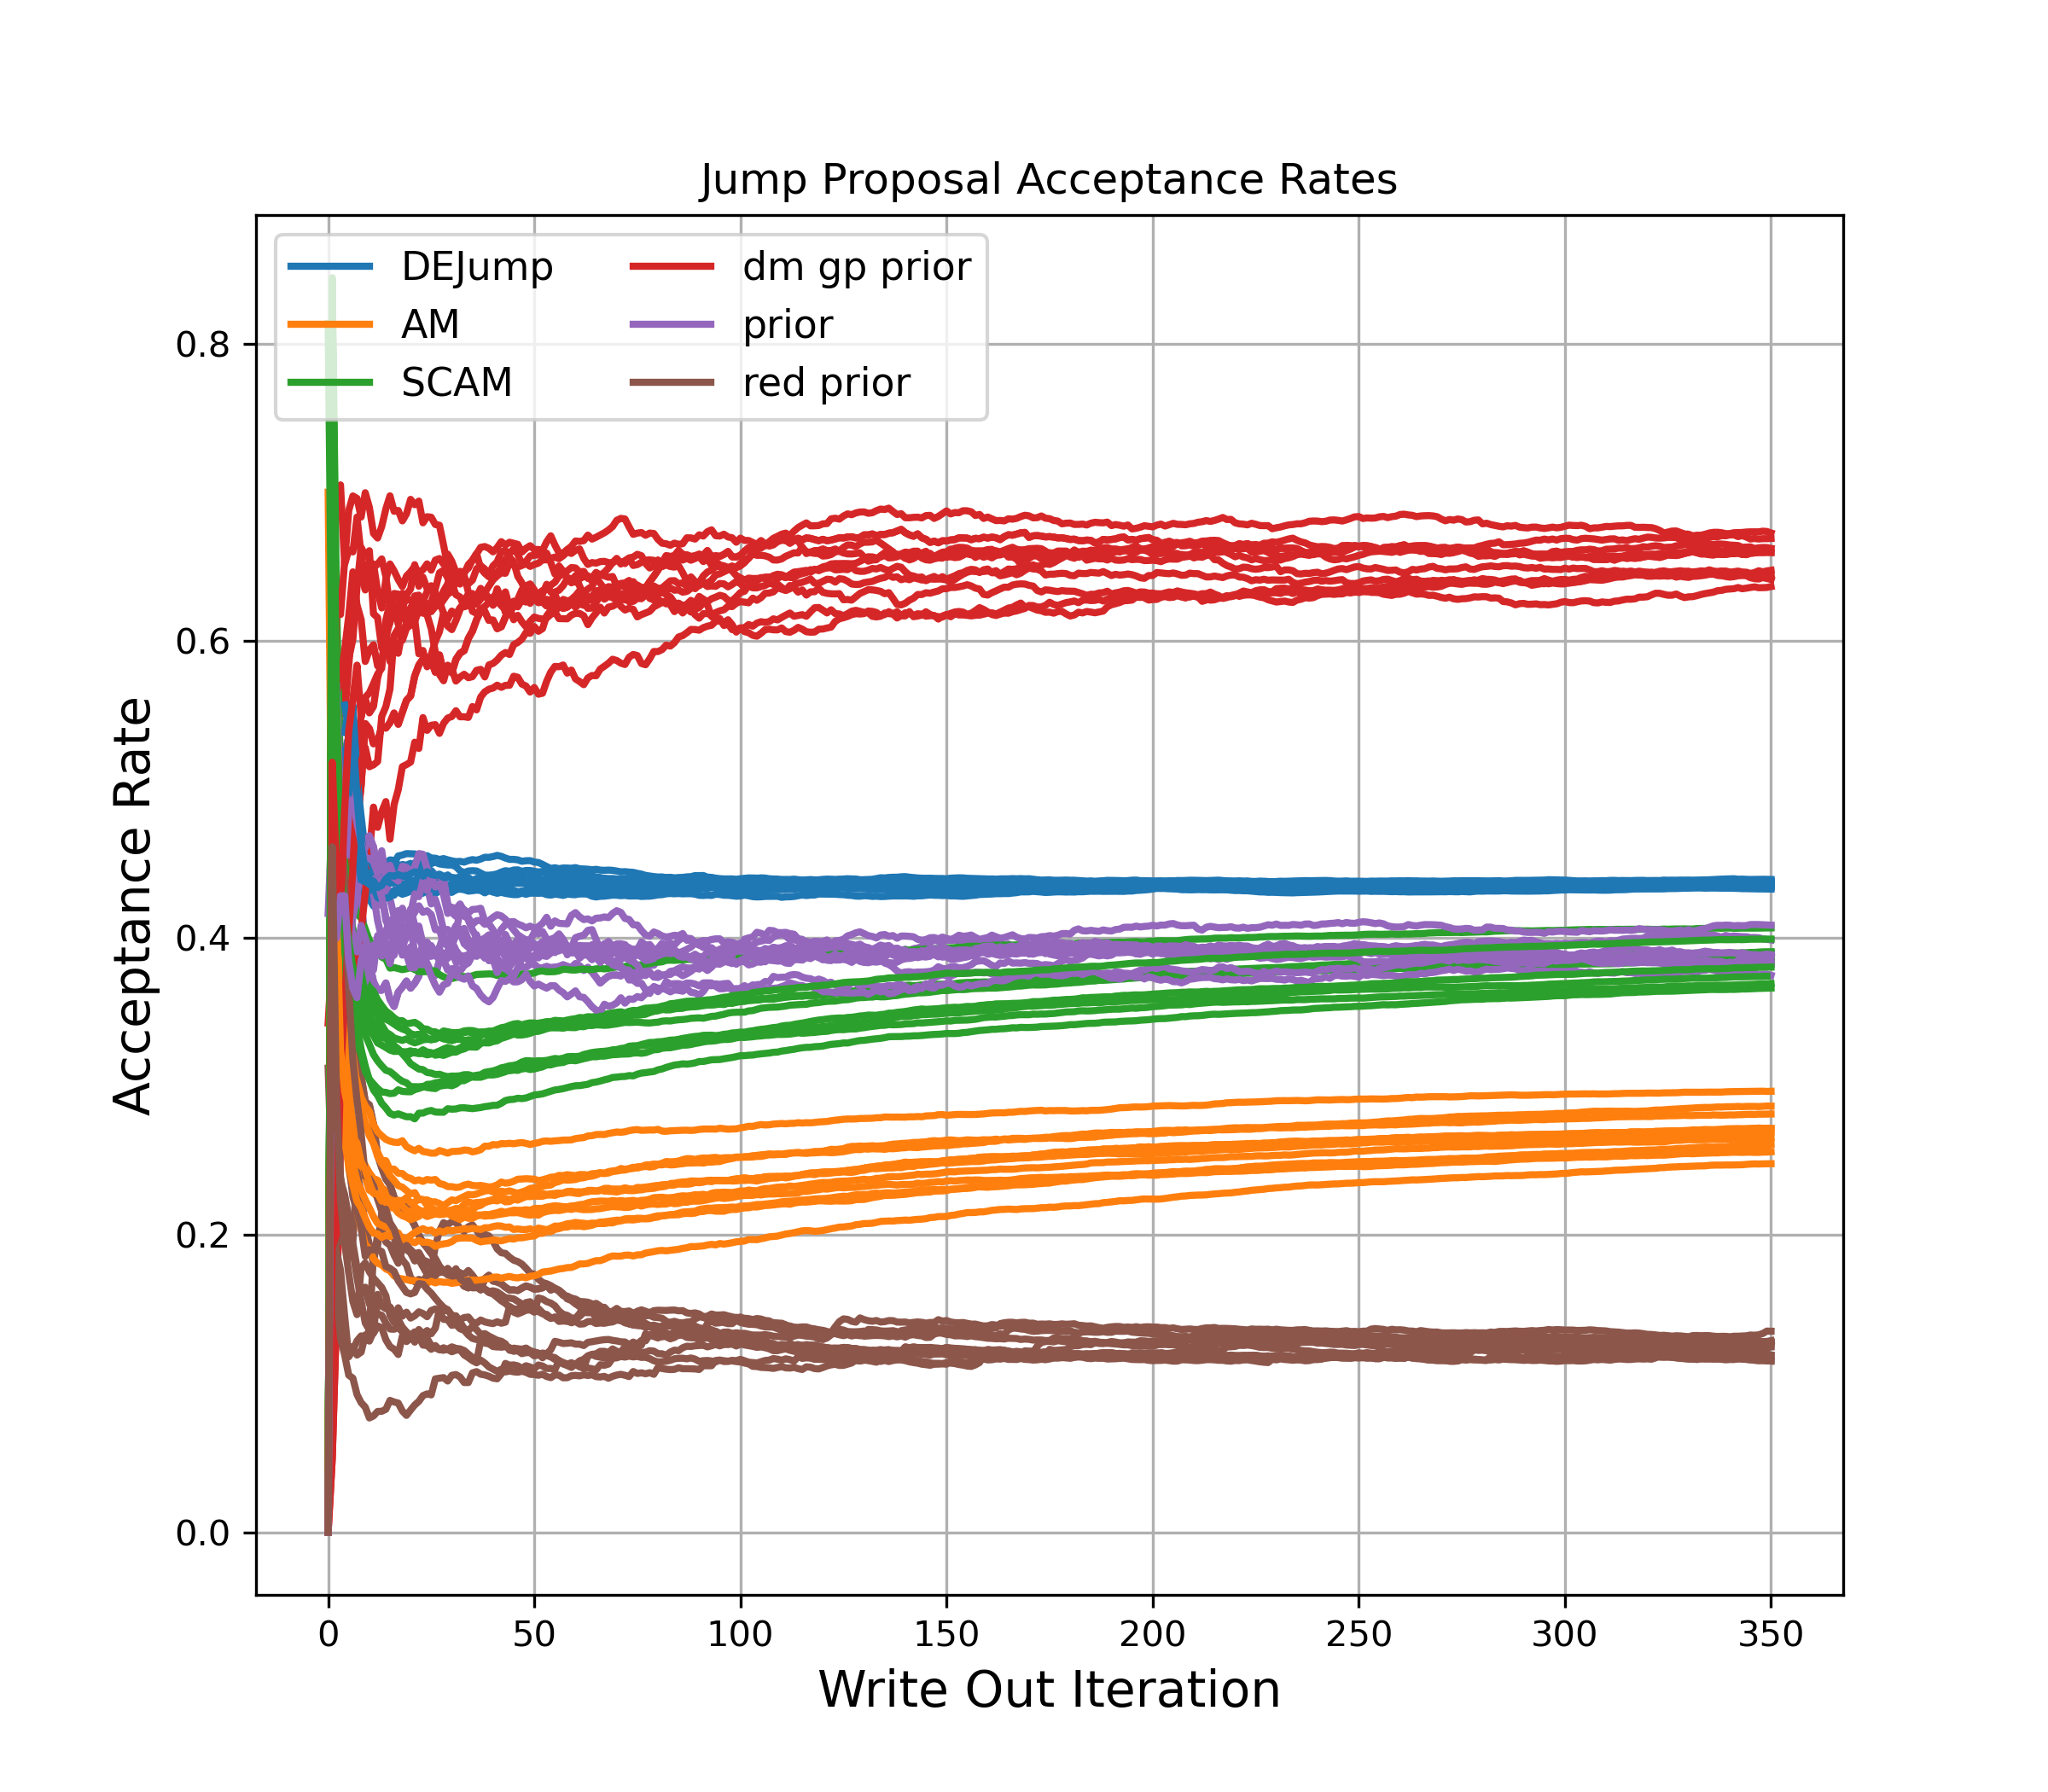 Jump Proposal Acceptance Rates
DEJump
AM
SCAM
dm gp prior
prior
red prior
Acceptance Rate
0.8
0.6
0.4
0.2
0.0
0 50 100 150 200 250 300 350
Write Out Iteration